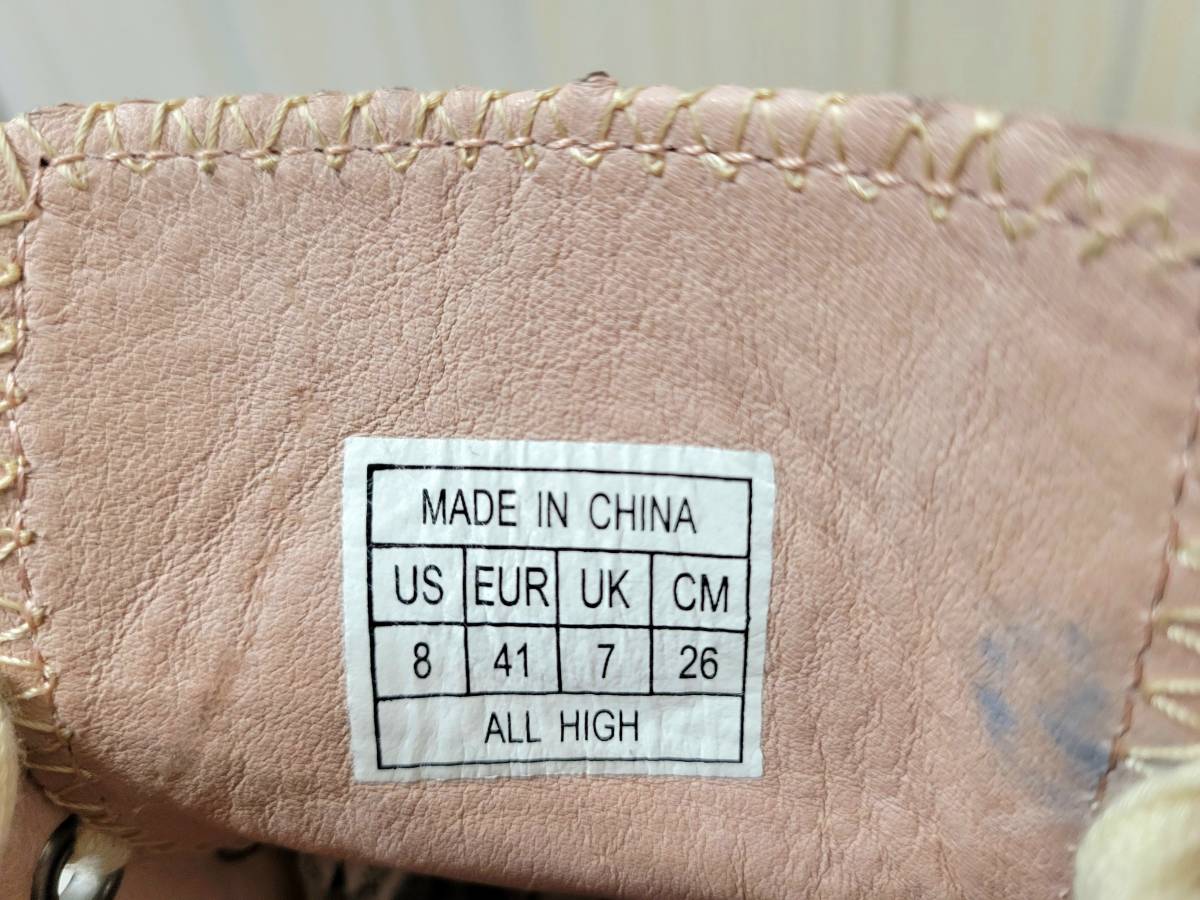 MADE IN CHINA
US EUR UK CM
8 41 7 26
ALL HIGH